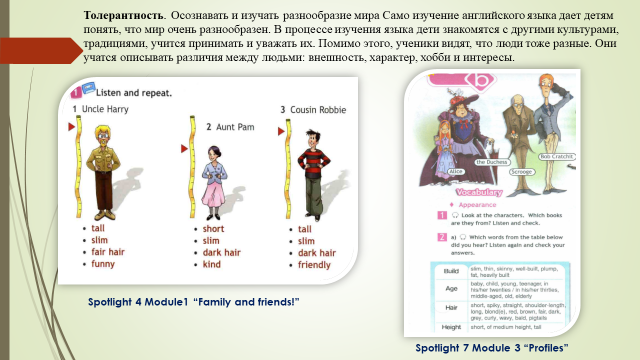 Толерантность. Осознавать и изучать разнообразие мира Само изучение английского языка дает детям
понять, что мир очень разнообразен. В процессе изучения языка дети знакомятся с другими культурами,
традициями, учится принимать и уважать их. Помимо этого, ученики видят, что люди тоже разные. Они
учатся описывать различия между людьми: внешность, характер, хобби и интересы.
1 Listen and repeat.
1 Uncle Harry
2 Aunt Pam
3 Cousin Robbie
• tall
• slim
• fair hair
• funny
• short
• slim
• dark hair
• kind
• tall
• slim
• dark hair
• friendly
Spotlight 4 Module1 “Family and friends!”
b
Alice
the Duchess
Scrooge
Bob Cratchit
Vocabulary
♦ Appearance
1 Look at the characters. Which books
are they from? Listen and check.
2 a) Which words from the table below
did you hear? Listen again and check your
answers.
Build slim, thin, skinny, well-built, plump,
fat, heavily built
Age baby, child, young, teenager, in
his/her twenties / in his/her thirties,
middle-aged, old, elderly
Hair short, spiky, straight, shoulder-length,
long, blond(e), red, brown, fair, dark,
grey, curly, wavy, bald, pigtails
Height short, of medium height, tall
Spotlight 7 Module 3 “Profiles”